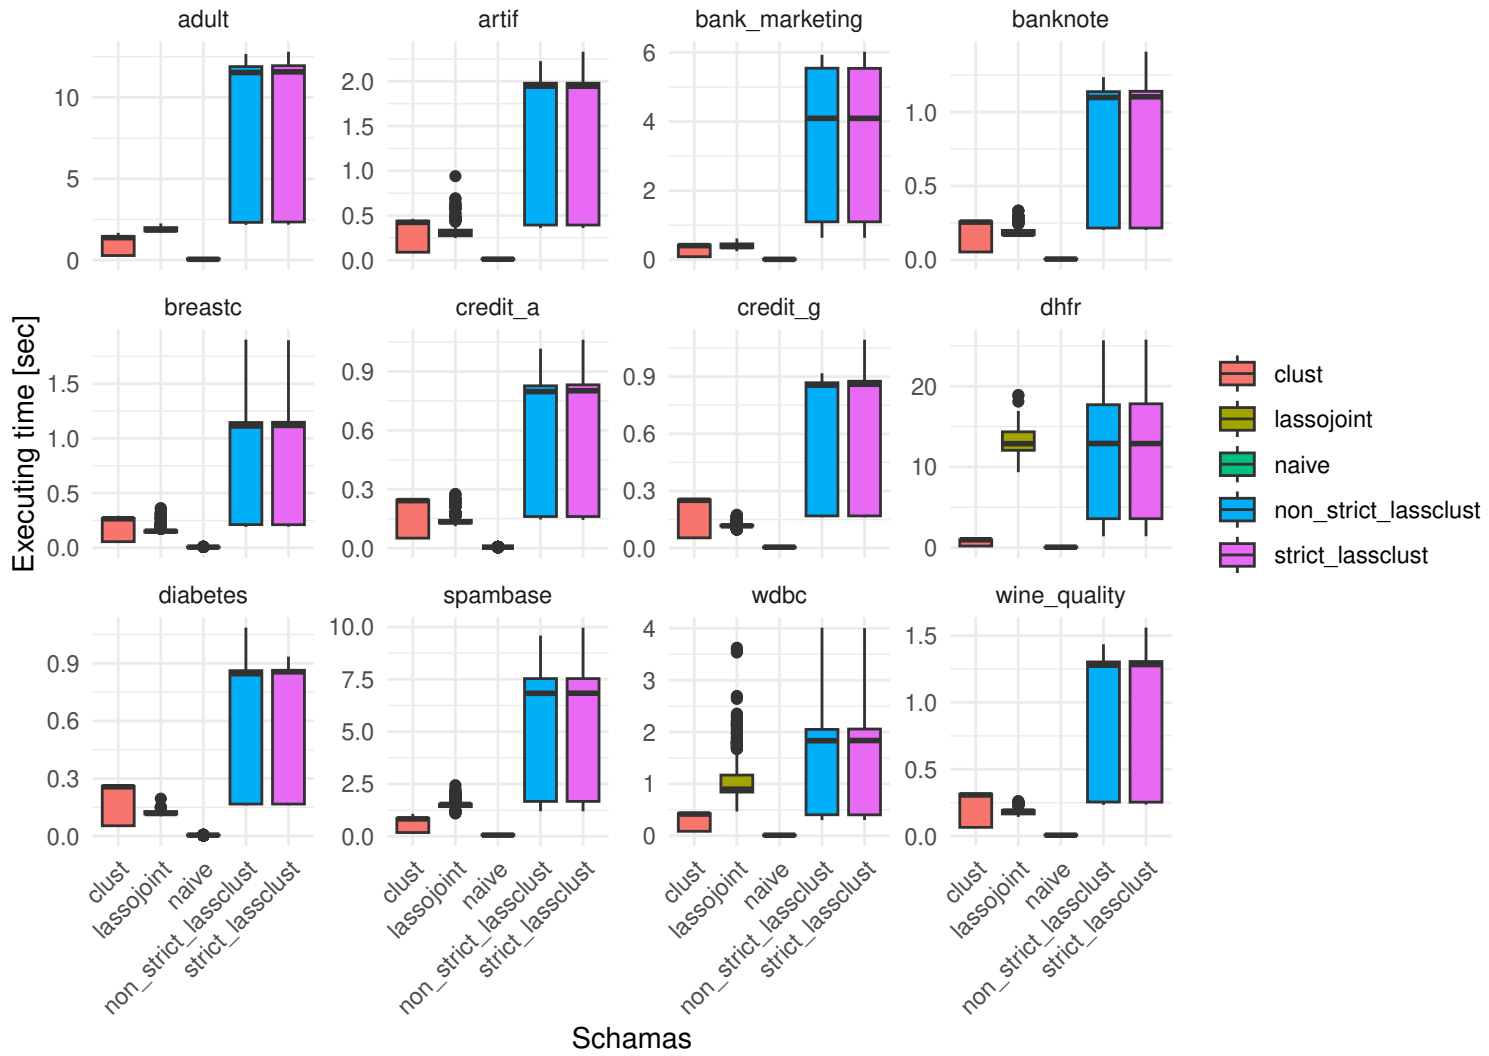 adult
artif
bank_marketing
banknote
10
5
0
2.0
1.5
1.0
0.5
0.0
6
4
2
0
1.0
0.5
0.0
breastc
credit_a
credit_g
dhfr
1.5
1.0
0.5
0.0
0.9
0.6
0.3
0.0
0.9
0.6
0.3
0.0
20
10
0
diabetes
spambase
wdbc
wine_quality
0.9
0.6
0.3
0.0
10.0
7.5
5.0
2.5
0.0
4
3
2
1
0
1.5
1.0
0.5
0.0
clust
lassojoint
naive
non_strict_lassclust
strict_lassclust
clust
lassojoint
naive
non_strict_lassclust
strict_lassclust
clust
lassojoint
naive
non_strict_lassclust
strict_lassclust
clust
lassojoint
naive
non_strict_lassclust
strict_lassclust
Schamas
Executing time [sec]
clust
lassojoint
naive
non_strict_lassclust
strict_lassclust